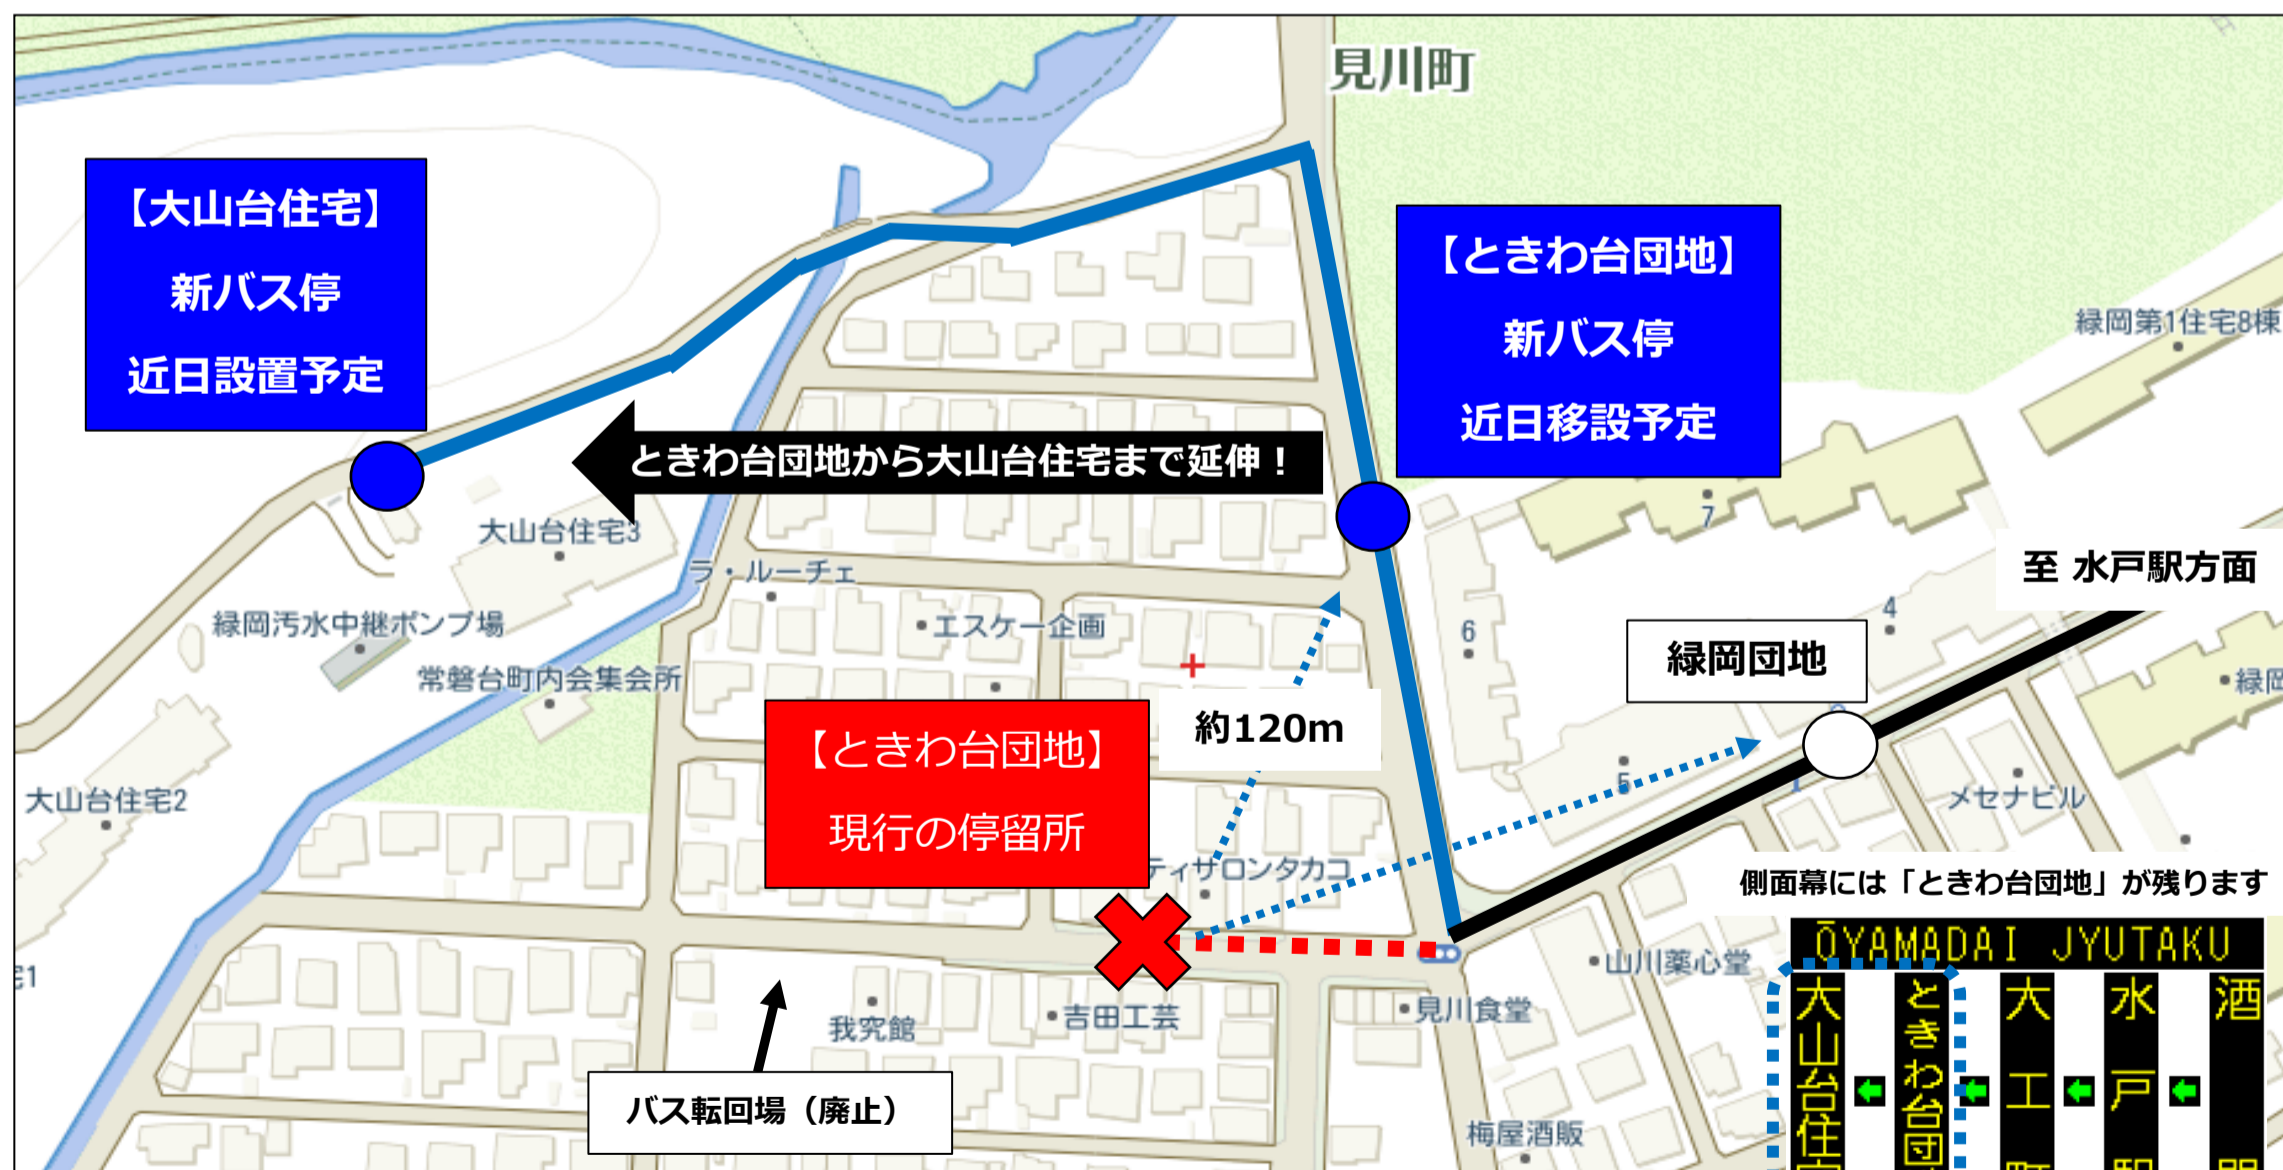 見川町
【大山台住宅】
新バス停
近日設置予定
【ときわ台団地】
新バス停
近日移設予定
緑岡第1住宅8棟
ときわ台団地から大山台住宅まで延伸！
7
大山台住宅3
ラ・ルーチェ
至 水戸駅方面
緑岡汚水中継ポンプ場
エスケー企画
6
4
緑岡団地
常磐台町内会集会所
緑岡
【ときわ台団地】
現行の停留所
約120m
5
大山台住宅2
メセナビル
ティサロンタカコ
側面幕には「ときわ台団地」が残ります
山川薬心堂
ŌYAMADAI JYUTAKU
我究館
吉田工芸
見川食堂
バス転回場（廃止）
梅屋酒販
大山台住
ときわ台団
大工町
水戸駅
酒